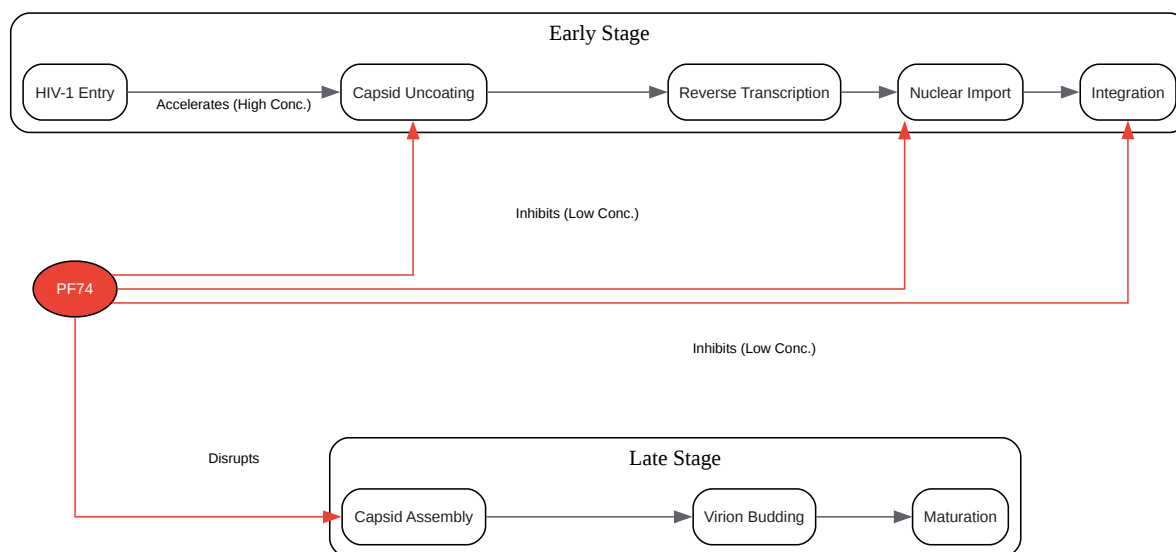 Early Stage
HIV-1 Entry
Accelerates (High Conc.)
Capsid Uncoating
Reverse Transcription
Nuclear Import
Integration
Inhibits (Low Conc.)
PF74
Inhibits (Low Conc.)
Disrupts
Late Stage
Capsid Assembly
Virion Budding
Maturation